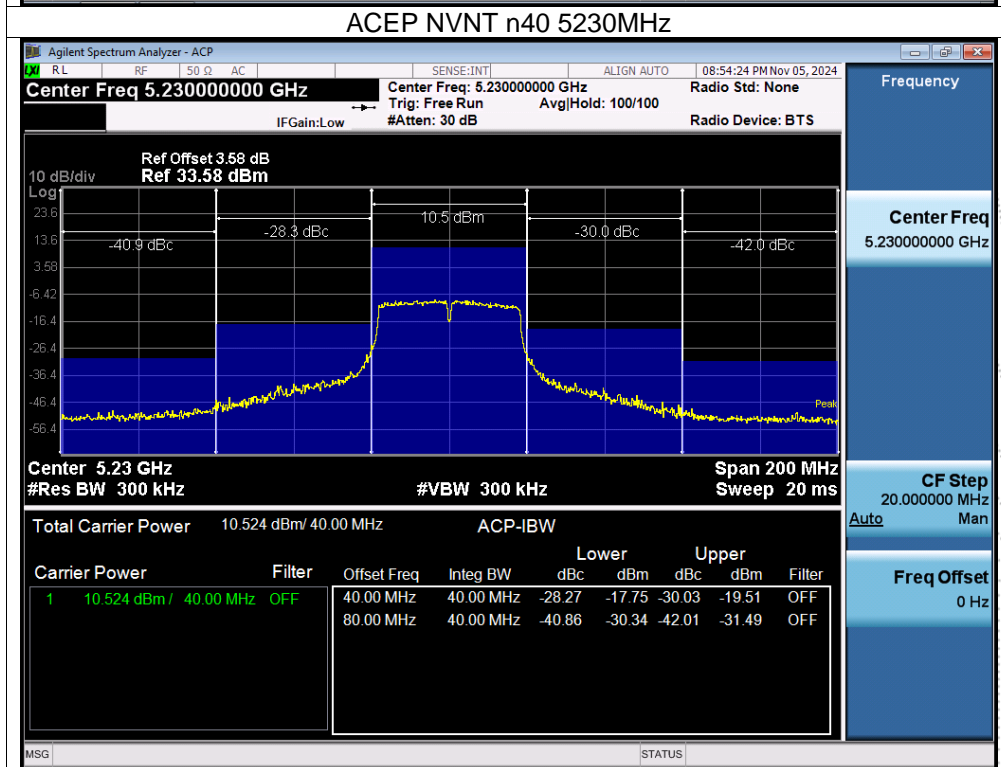 ACEP NVNT n40 5230MHz
Agilent Spectrum Analyzer - ACP
LXI RL RF 50 Ω AC SENSE:INT ALIGN AUTO 08:54:24 PM Nov 05, 2024
Center Freq 5.230000000 GHz
Center Freq: 5.230000000 GHz Radio Std: None
Trig: Free Run Avg|Hold: 100/100
IFGain:Low #Atten: 30 dB Radio Device: BTS
Ref Offset 3.58 dB
10 dB/div Ref 33.58 dBm
Log
23.6
13.6
3.58
-6.42
-16.4
-26.4
-36.4
-46.4
-56.4
-40.9 dBc -28.3 dBc 10.5 dBm -30.0 dBc -42.0 dBc
Peak
Center 5.23 GHz Span 200 MHz
#Res BW 300 kHz #VBW 300 kHz Sweep 20 ms
Total Carrier Power 10.524 dBm/ 40.00 MHz ACP-IBW
Lower Upper
Carrier Power Filter Offset Freq Integ BW dBc dBm dBc dBm Filter
1 10.524 dBm / 40.00 MHz OFF 40.00 MHz 40.00 MHz -28.27 -17.75 -30.03 -19.51 OFF
80.00 MHz 40.00 MHz -40.86 -30.34 -42.01 -31.49 OFF
Frequency
Center Freq
5.230000000 GHz
CF Step
20.000000 MHz
Auto Man
Freq Offset
0 Hz
MSG STATUS